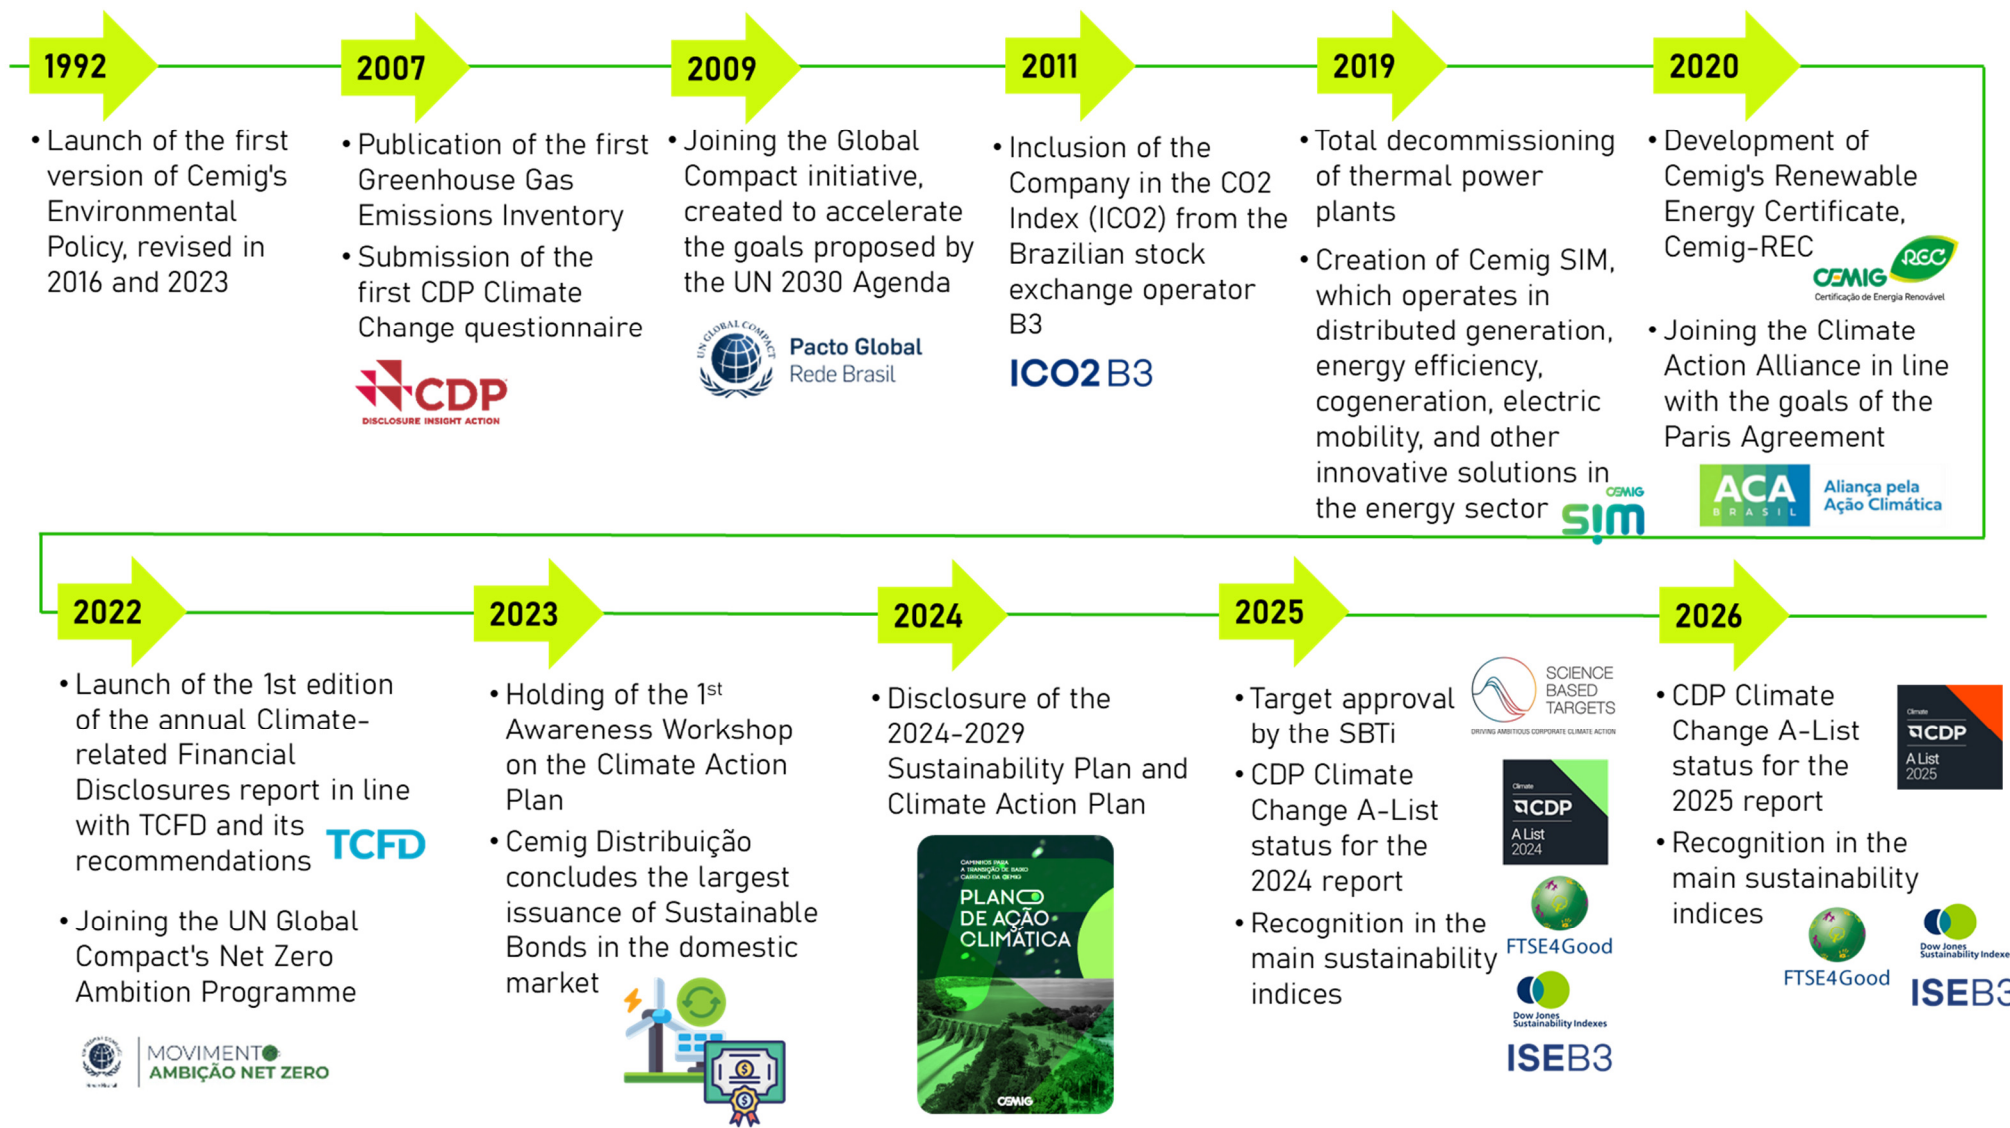 1992
• Launch of the first
version of Cemig's
Environmental
Policy, revised in
2016 and 2023
2007
• Publication of the first
Greenhouse Gas
Emissions Inventory
• Submission of the
first CDP Climate
Change questionnaire
CDP
DISCLOSURE INSIGHT ACTION
2009
• Joining the Global
Compact initiative,
created to accelerate
the goals proposed by
the UN 2030 Agenda
UN GLOBAL COMPACT
Pacto Global
Rede Brasil
2011
• Inclusion of the
Company in the CO2
Index (ICO2) from the
Brazilian stock
exchange operator
B3
ICO2 B3
2019
• Total decommissioning
of thermal power
plants
• Creation of Cemig SIM,
which operates in
distributed generation,
energy efficiency,
cogeneration, electric
mobility, and other
innovative solutions in
the energy sector
CEMIG
sim
2020
• Development of
Cemig's Renewable
Energy Certificate,
Cemig-REC
CEMIG REC
Certificação de Energia Renovável
• Joining the Climate
Action Alliance in line
with the goals of the
Paris Agreement
ACA
BRASIL
Aliança pela
Ação Climática
2022
• Launch of the 1st edition
of the annual Climate-
related Financial
Disclosures report in line
with TCFD and its
recommendations
TCFD
• Joining the UN Global
Compact's Net Zero
Ambition Programme
MOVIMENTO
AMBIÇÃO NET ZERO
2023
• Holding of the 1st
Awareness Workshop
on the Climate Action
Plan
• Cemig Distribuição
concludes the largest
issuance of Sustainable
Bonds in the domestic
market
2024
• Disclosure of the
2024-2029
Sustainability Plan and
Climate Action Plan
CAMINHOS PARA
A TRANSIÇÃO DE BAIXO
CARBONO DA CEMIG
PLANO
DE AÇÃO
CLIMÁTICA
CEMIG
2025
• Target approval
by the SBTi
SCIENCE
BASED
TARGETS
DRIVING AMBITIOUS CORPORATE CLIMATE ACTION
• CDP Climate
Change A-List
status for the
2024 report
Climate
CDP
A List
2024
• Recognition in the
main sustainability
indices
FTSE4Good
Dow Jones
Sustainability Indexes
ISEB3
2026
• CDP Climate
Change A-List
status for the
2025 report
Climate
CDP
A List
2025
• Recognition in the
main sustainability
indices
FTSE4Good
Dow Jones
Sustainability Indexe
ISEB3